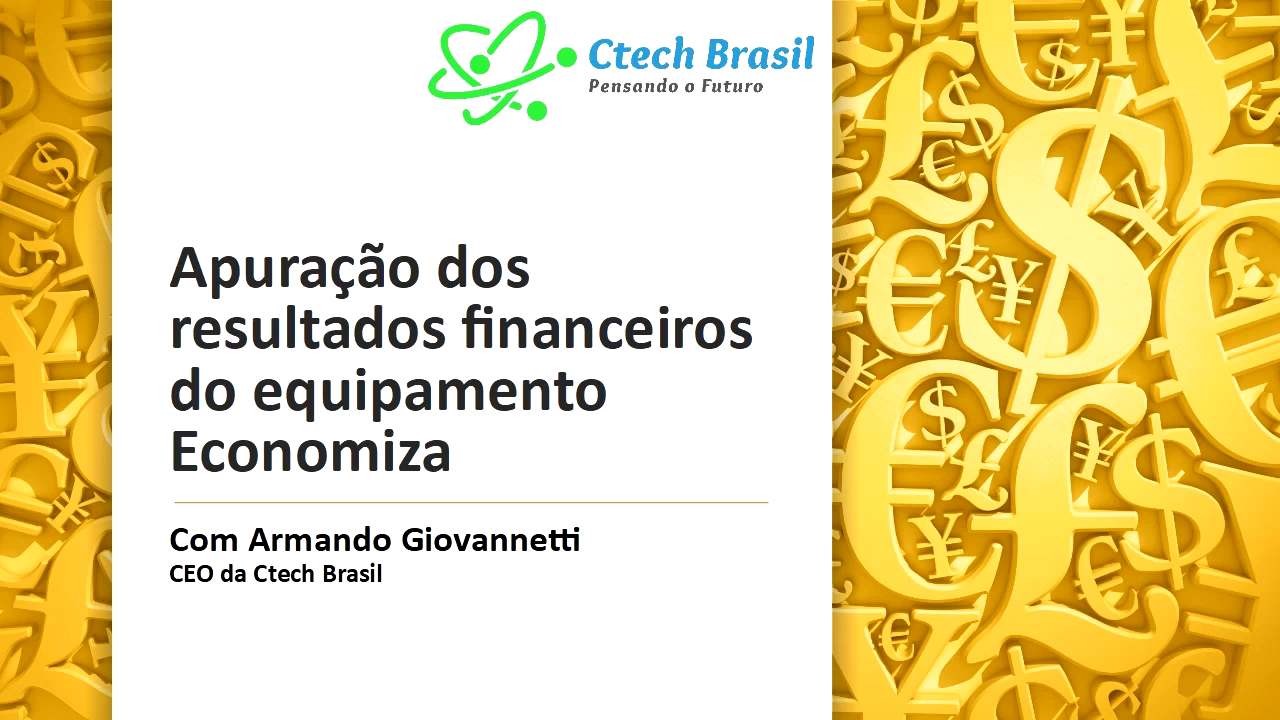 Ctech Brasil
Pensando o Futuro
Apuração dos
resultados financeiros
do equipamento
Economiza
Com Armando Giovannetti
CEO da Ctech Brasil